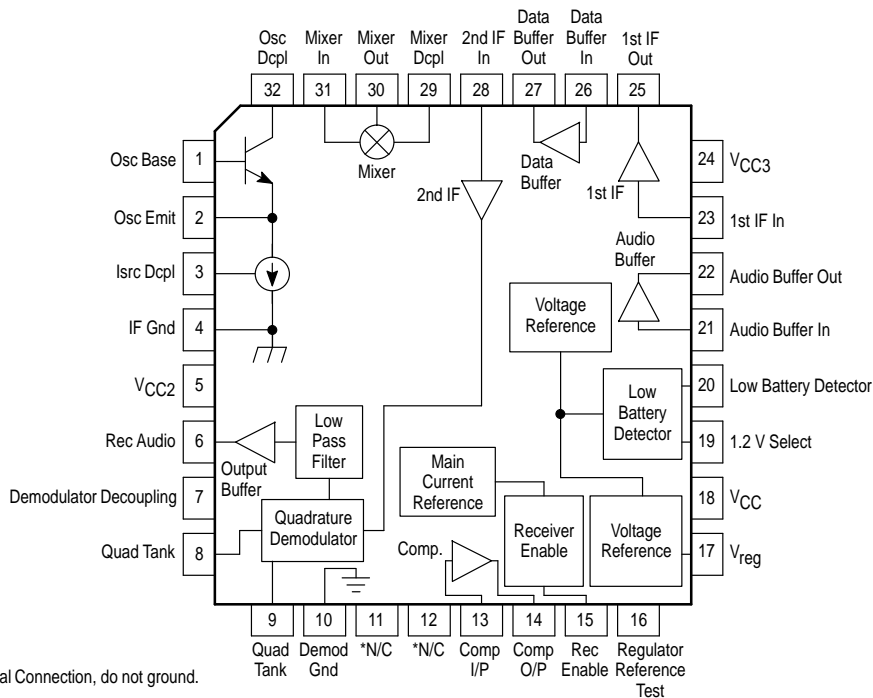 Osc Dcpl
Mixer In
Mixer Out
Mixer Dcpl
2nd IF In
Data Buffer Out
Data Buffer In
1st IF Out
32
31
30
29
28
27
26
25
Osc Base
1
Osc Emit
2
Isrc Dcpl
3
IF Gnd
4
VCC2
5
Rec Audio
6
Demodulator Decoupling
7
Quad Tank
8
Mixer
2nd IF
Data Buffer
1st IF
Audio Buffer
Voltage Reference
Low Battery Detector
Low Pass Filter
Output Buffer
Quadrature Demodulator
Main Current Reference
Comp.
Receiver Enable
Voltage Reference
24
VCC3
23
1st IF In
22
Audio Buffer Out
21
Audio Buffer In
20
Low Battery Detector
19
1.2 V Select
18
VCC
17
Vreg
9
10
11
12
13
14
15
16
Quad Tank
Demod Gnd
*N/C
*N/C
Comp I/P
Comp O/P
Rec Enable
Regulator Reference Test
al Connection, do not ground.